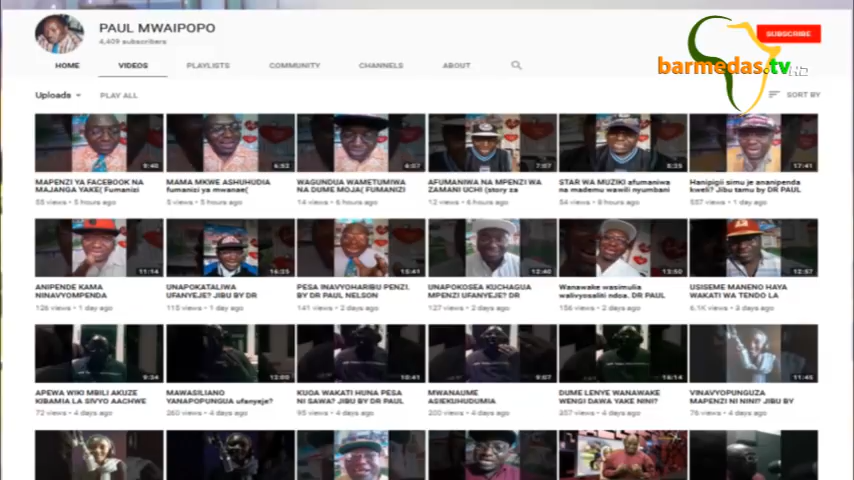 PAUL MWAIPOPO
4,409 subscribers
SUBSCRIBE
barmedas.tv HD
HOME VIDEOS PLAYLISTS COMMUNITY CHANNELS ABOUT
Uploads PLAY ALL SORT BY
9:40 6:52 6:07 7:07 8:25 17:41
MAPENZI YA FACEBOOK NA MAMA MKWE ASHUHUDIA WAGUNDUA WAMETUMIWA AFUMANIWA NA MPENZI WA STAR WA MUZIKI afumaniwa Hanipigii simu je ananipenda
MAJANGA YAKE( Fumanizi fumanizi ya mwanae( NA DUME MOJA( FUMANIZI ZAMANI UCHI (story za na mademu wawili nyumbani kweli? Jibu tamu by DR PAUL
55 views • 5 hours ago 5 views • 5 hours ago 14 views • 6 hours ago 12 views • 6 hours ago 54 views • 8 hours ago 557 views • 1 day ago
11:14 16:25 15:41 12:40 13:50 12:57
ANIPENDE KAMA UNAPOKATALIWA PESA INAVYOHARIBU PENZI. UNAPOKOSEA KUCHAGUA Wanawake wasimulia USISEME MANENO HAYA
NINAVYOMPENDA UFANYEJE? JIBU BY DR BY DR PAUL NELSON MPENZI UFANYEJE? DR walivyosaliti ndoa. DR PAUL WAKATI WA TENDO LA
126 views • 1 day ago 115 views • 1 day ago 141 views • 2 days ago 127 views • 2 days ago 156 views • 2 days ago 6.1K views • 3 days ago
9:34 12:00 10:41 9:07 16:14 11:45
APEWA WIKI MBILI AKUZE MAWASILIANO KUOA WAKATI HUNA PESA MWANAUME DUME LENYE WANAWAKE VINAVYOPUNGUZA
KIBAMIA LA SIVYO AACHWE YANAPOPUNGUA ufanyeje? NI SAWA? JIBU BY DR PAUL ASIEKUHUDUMIA WENGI DAWA YAKE NINI? MAPENZI NI NINI? JIBU BY
72 views • 4 days ago 260 views • 4 days ago 95 views • 4 days ago 200 views • 4 days ago 257 views • 4 days ago 76 views • 4 days ago